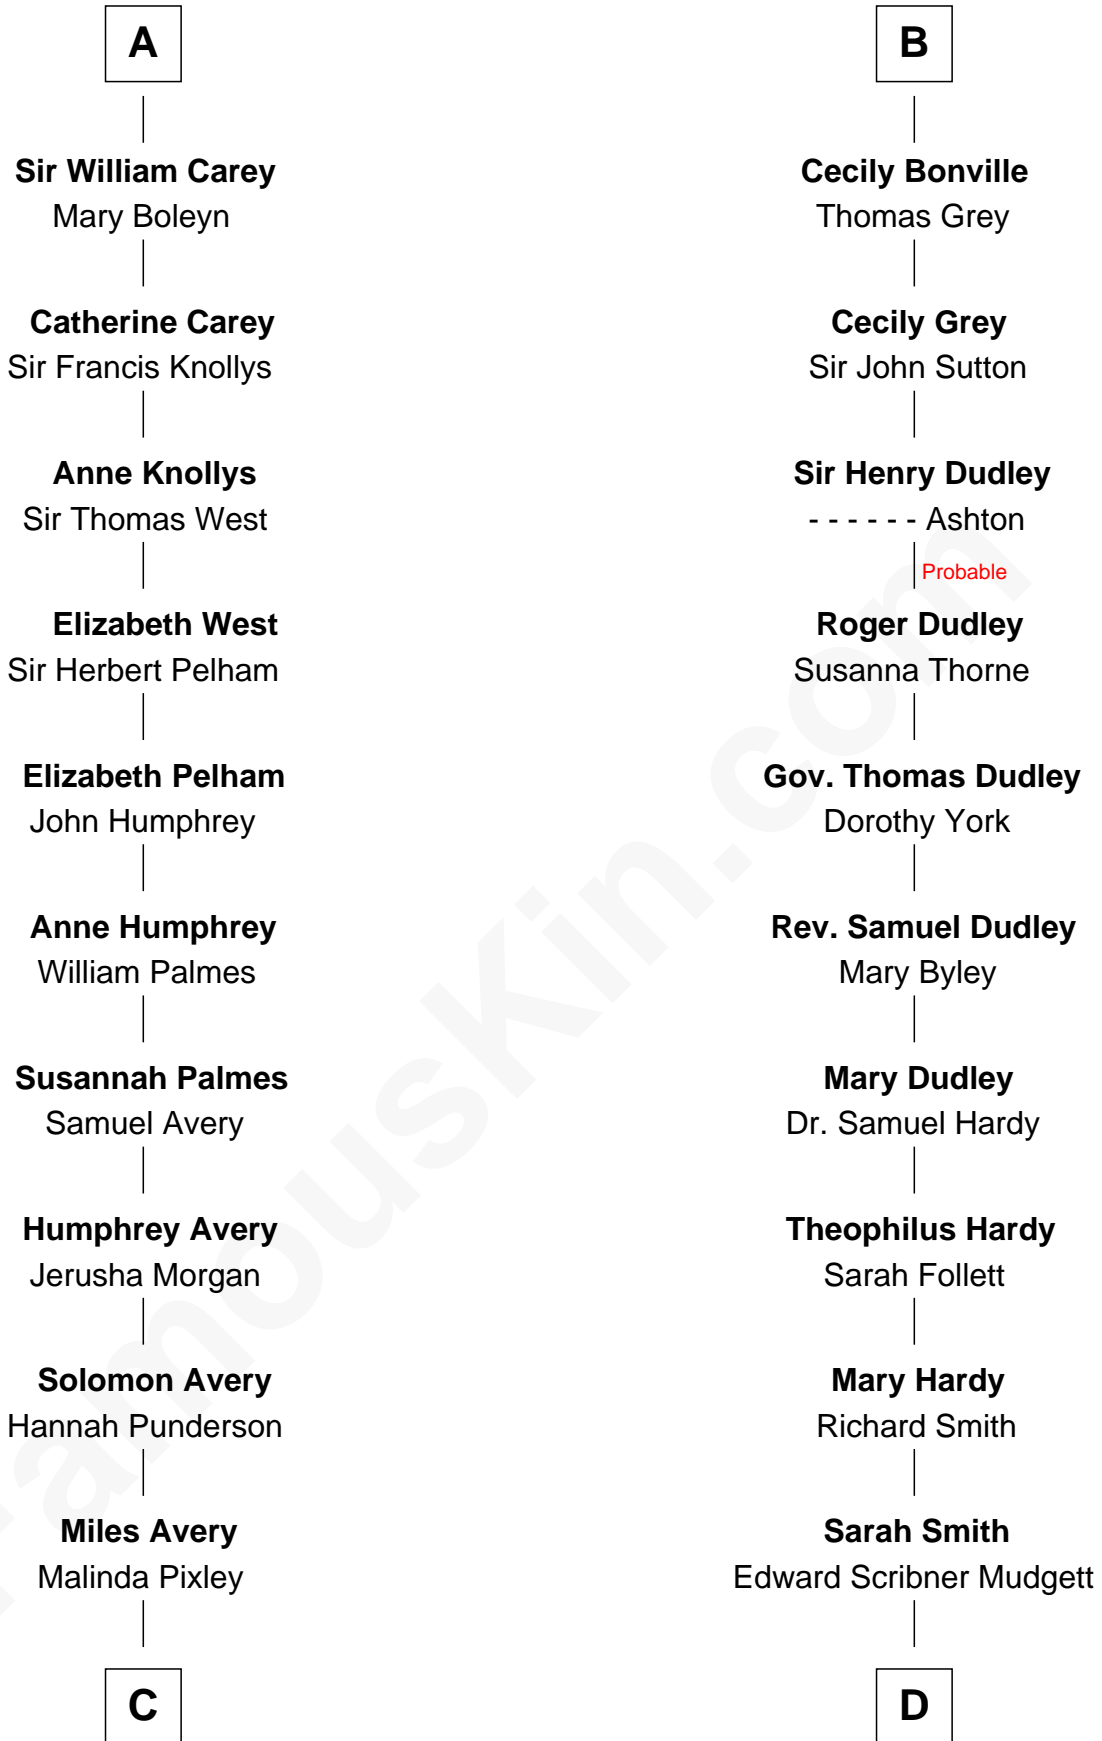 A
Sir William Carey
Mary Boleyn
Catherine Carey
Sir Francis Knollys
Anne Knollys
Sir Thomas West
Elizabeth West
Sir Herbert Pelham
Elizabeth Pelham
John Humphrey
Anne Humphrey
William Palmes
Susannah Palmes
Samuel Avery
Humphrey Avery
Jerusha Morgan
Solomon Avery
Hannah Punderson
Miles Avery
Malinda Pixley
C
B
Cecily Bonville
Thomas Grey
Cecily Grey
Sir John Sutton
Sir Henry Dudley
- - - - - - Ashton
Probable
Roger Dudley
Susanna Thorne
Gov. Thomas Dudley
Dorothy York
Rev. Samuel Dudley
Mary Byley
Mary Dudley
Dr. Samuel Hardy
Theophilus Hardy
Sarah Follett
Mary Hardy
Richard Smith
Sarah Smith
Edward Scribner Mudgett
D
FamousKin.com